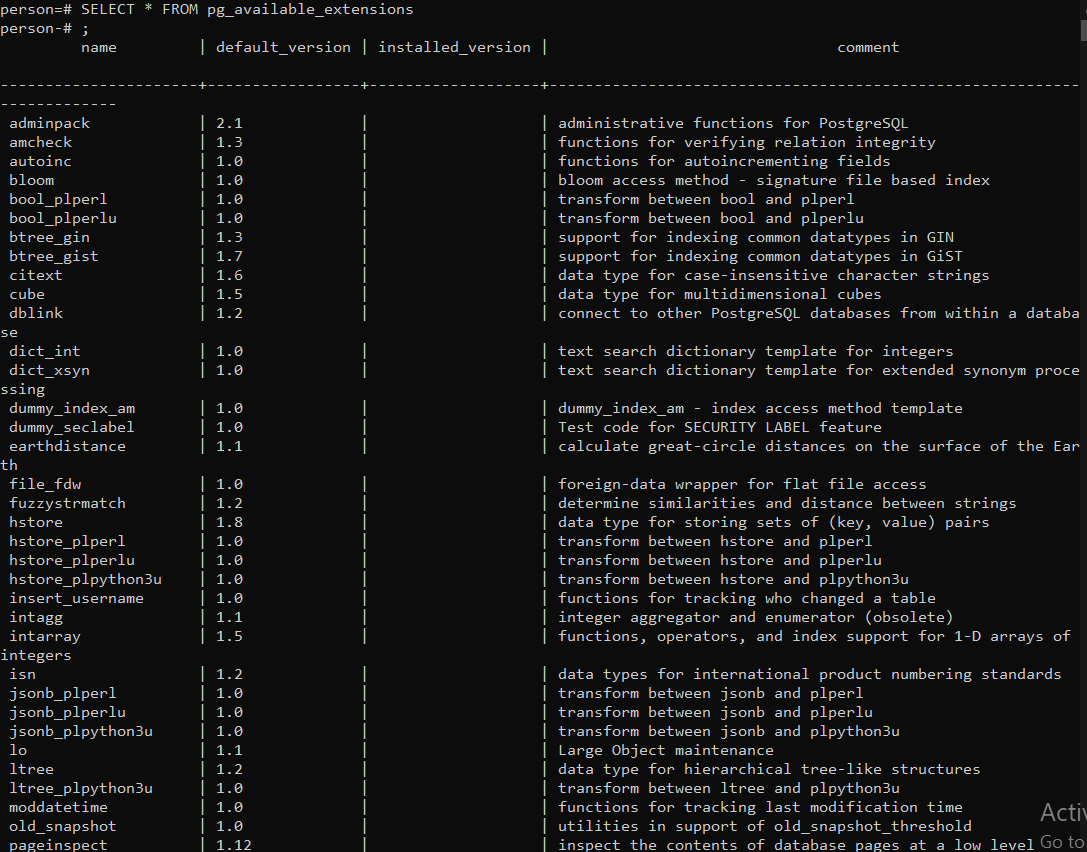 person=# SELECT * FROM pg_available_extensions
person-# ;
        name         | default_version | installed_version |                                comment

---------------------+-----------------+-------------------+-----------------------------------------------------------
-------------
 adminpack           | 2.1             |                   | administrative functions for PostgreSQL
 amcheck             | 1.3             |                   | functions for verifying relation integrity
 autoinc             | 1.0             |                   | functions for autoincrementing fields
 bloom               | 1.0             |                   | bloom access method - signature file based index
 bool_plperl         | 1.0             |                   | transform between bool and plperl
 bool_plperlu        | 1.0             |                   | transform between bool and plperlu
 btree_gin           | 1.3             |                   | support for indexing common datatypes in GIN
 btree_gist          | 1.7             |                   | support for indexing common datatypes in GiST
 citext              | 1.6             |                   | data type for case-insensitive character strings
 cube                | 1.5             |                   | data type for multidimensional cubes
 dblink              | 1.2             |                   | connect to other PostgreSQL databases from within a databa
se
 dict_int            | 1.0             |                   | text search dictionary template for integers
 dict_xsyn           | 1.0             |                   | text search dictionary template for extended synonym proce
ssing
 dummy_index_am      | 1.0             |                   | dummy_index_am - index access method template
 dummy_seclabel      | 1.0             |                   | Test code for SECURITY LABEL feature
 earthdistance       | 1.1             |                   | calculate great-circle distances on the surface of the Ear
th
 file_fdw            | 1.0             |                   | foreign-data wrapper for flat file access
 fuzzystrmatch       | 1.2             |                   | determine similarities and distance between strings
 hstore              | 1.8             |                   | data type for storing sets of (key, value) pairs
 hstore_plperl       | 1.0             |                   | transform between hstore and plperl
 hstore_plperlu      | 1.0             |                   | transform between hstore and plperlu
 hstore_plpython3u   | 1.0             |                   | transform between hstore and plpython3u
 insert_username     | 1.0             |                   | functions for tracking who changed a table
 intagg              | 1.1             |                   | integer aggregator and enumerator (obsolete)
 intarray            | 1.5             |                   | functions, operators, and index support for 1-D arrays of
integers
 isn                 | 1.2             |                   | data types for international product numbering standards
 jsonb_plperl        | 1.0             |                   | transform between jsonb and plperl
 jsonb_plperlu       | 1.0             |                   | transform between jsonb and plperlu
 jsonb_plpython3u    | 1.0             |                   | transform between jsonb and plpython3u
 lo                  | 1.1             |                   | Large Object maintenance
 ltree               | 1.2             |                   | data type for hierarchical tree-like structures
 ltree_plpython3u    | 1.0             |                   | transform between ltree and plpython3u
 moddatetime         | 1.0             |                   | functions for tracking last modification time
 old_snapshot        | 1.0             |                   | utilities in support of old_snapshot_threshold
 pageinspect         | 1.12            |                   | inspect the contents of database pages at a low level
Activ
Go to